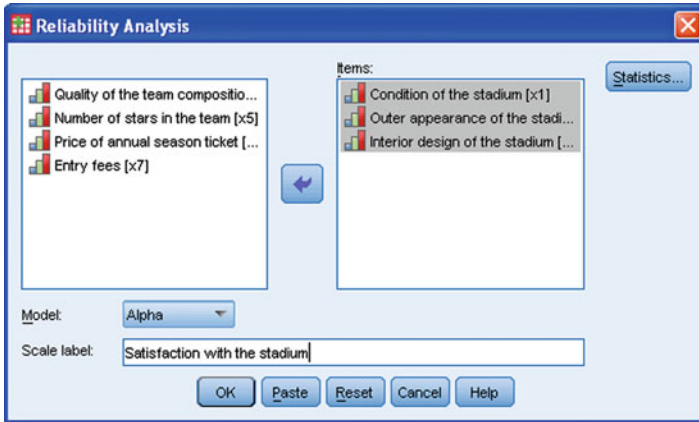 Reliability Analysis
Items:
Statistics...
Quality of the team compositio...
Number of stars in the team [x5]
Price of annual season ticket [...
Entry fees [x7]
Condition of the stadium [x1]
Outer appearance of the stadi...
Interior design of the stadium [...
Model:
Alpha
Scale label:
Satisfaction with the stadium
OK
Paste
Reset
Cancel
Help